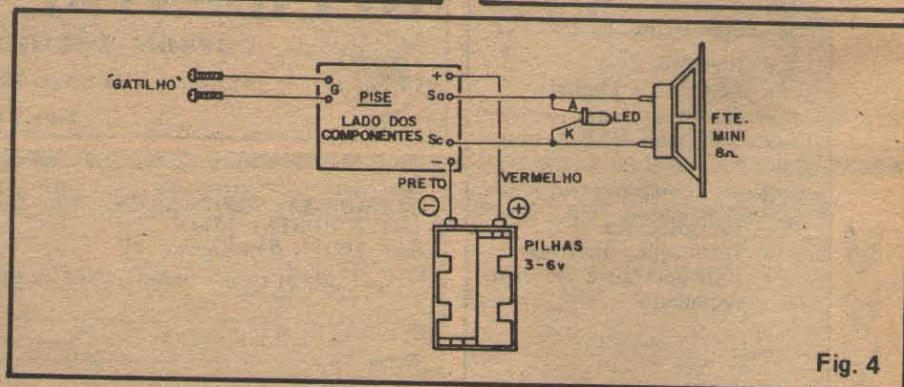 "GATILHO"
G
PISE
LADO DOS
COMPONENTES
+
Sa
Sc
−
A
K
LED
FTE.
MINI
8Ω
PRETO
VERMELHO
−
+
PILHAS
3-6v
Fig. 4